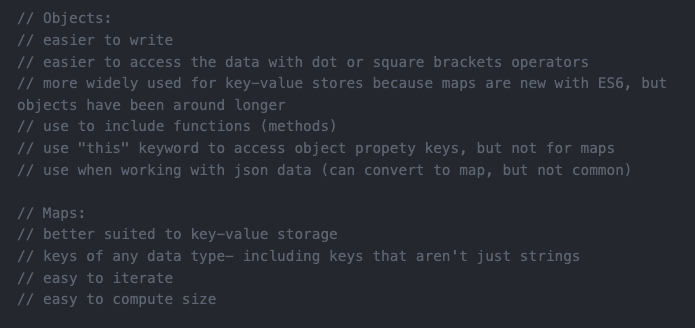 // Objects:
// easier to write
// easier to access the data with dot or square brackets operators
// more widely used for key-value stores because maps are new with ES6, but
objects have been around longer
// use to include functions (methods)
// use "this" keyword to access object propety keys, but not for maps
// use when working with json data (can convert to map, but not common)

// Maps:
// better suited to key-value storage
// keys of any data type- including keys that aren't just strings
// easy to iterate
// easy to compute size